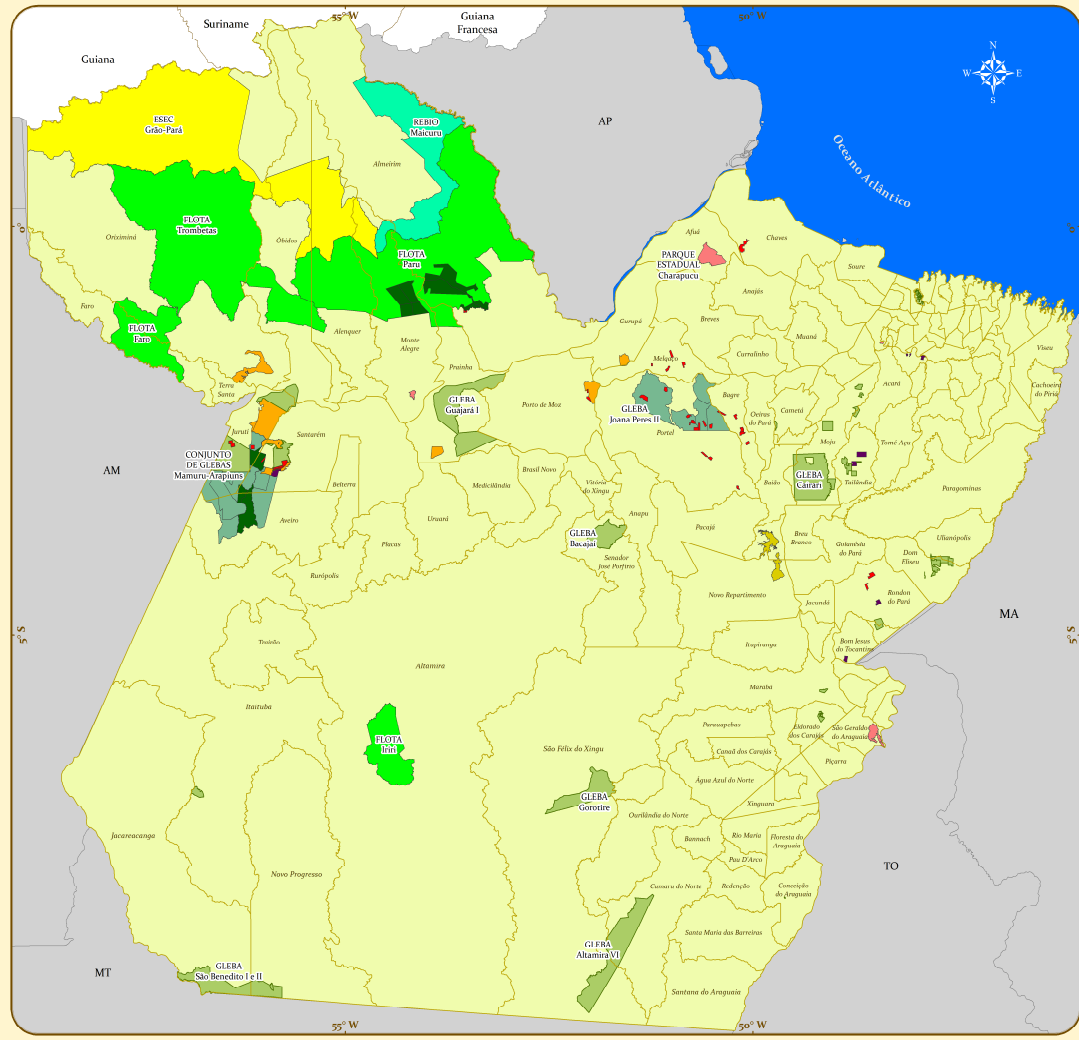 55° W
50° W
Suriname
Guiana
Francesa
Guiana
N
W
E
S
ESEC
Grão-Pará
REBIO
Maicuru
AP
Oceano Atlântico
Almeirim
0°
0°
FLOTA
Trombetas
Oriximiná
Óbidos
FLOTA
Paru
Afuá
Chaves
PARQUE
ESTADUAL
Charapucu
Soure
Anajás
Faro
FLOTA
Faro
Alenquer
Monte
Alegre
Gurupá
Breves
Muaná
Curralinho
Viseu
Melgaço
Prainha
Terra
Santa
Acará
Cachoeira
do Piriá
GLEBA
Guajará I
Porto de Moz
GLEBA
Joana Peres II
Bagre
Oeiras
do Pará
Cametá
Portel
Juruti
Santarém
Moju
Tomé-Açu
CONJUNTO
DE GLEBAS
Mamuru-Arapiuns
AM
Brasil Novo
Belterra
Medicilândia
Vitória
do Xingu
Baião
GLEBA
Cairari
Tailândia
Paragominas
Aveiro
Uruará
Anapu
Pacajá
GLEBA
Bacajaí
Breu
Branco
Goianésia
do Pará
Ulianópolis
Dom
Eliseu
Placas
Senador
José Porfírio
Rurópolis
Novo Repartimento
Jacundá
Rondon
do Pará
MA
5° S
5° S
Trairão
Itupiranga
Bom Jesus
do Tocantins
Altamira
Itaituba
Marabá
FLOTA
Iriri
Parauapebas
Eldorado
dos Carajás
São Geraldo
do Araguaia
São Félix do Xingu
Canaã dos Carajás
Piçarra
Água Azul do Norte
GLEBA
Gorotire
Xinguara
Ourilândia do Norte
Jacareacanga
Bannach
Rio Maria
Floresta do
Araguaia
Pau D'Arco
TO
Novo Progresso
Cumaru do Norte
Redenção
Conceição
do Araguaia
GLEBA
Altamira VI
Santa Maria das Barreiras
MT
GLEBA
São Benedito I e II
Santana do Araguaia
55° W
50° W